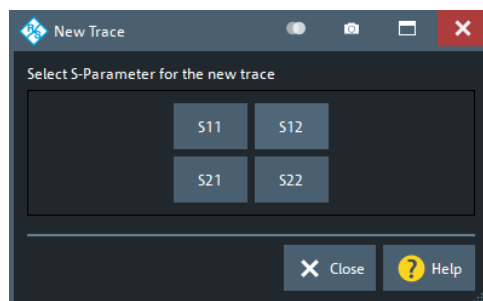 New Trace
Select S-Parameter for the new trace
S11 S12
S21 S22
Close ? Help